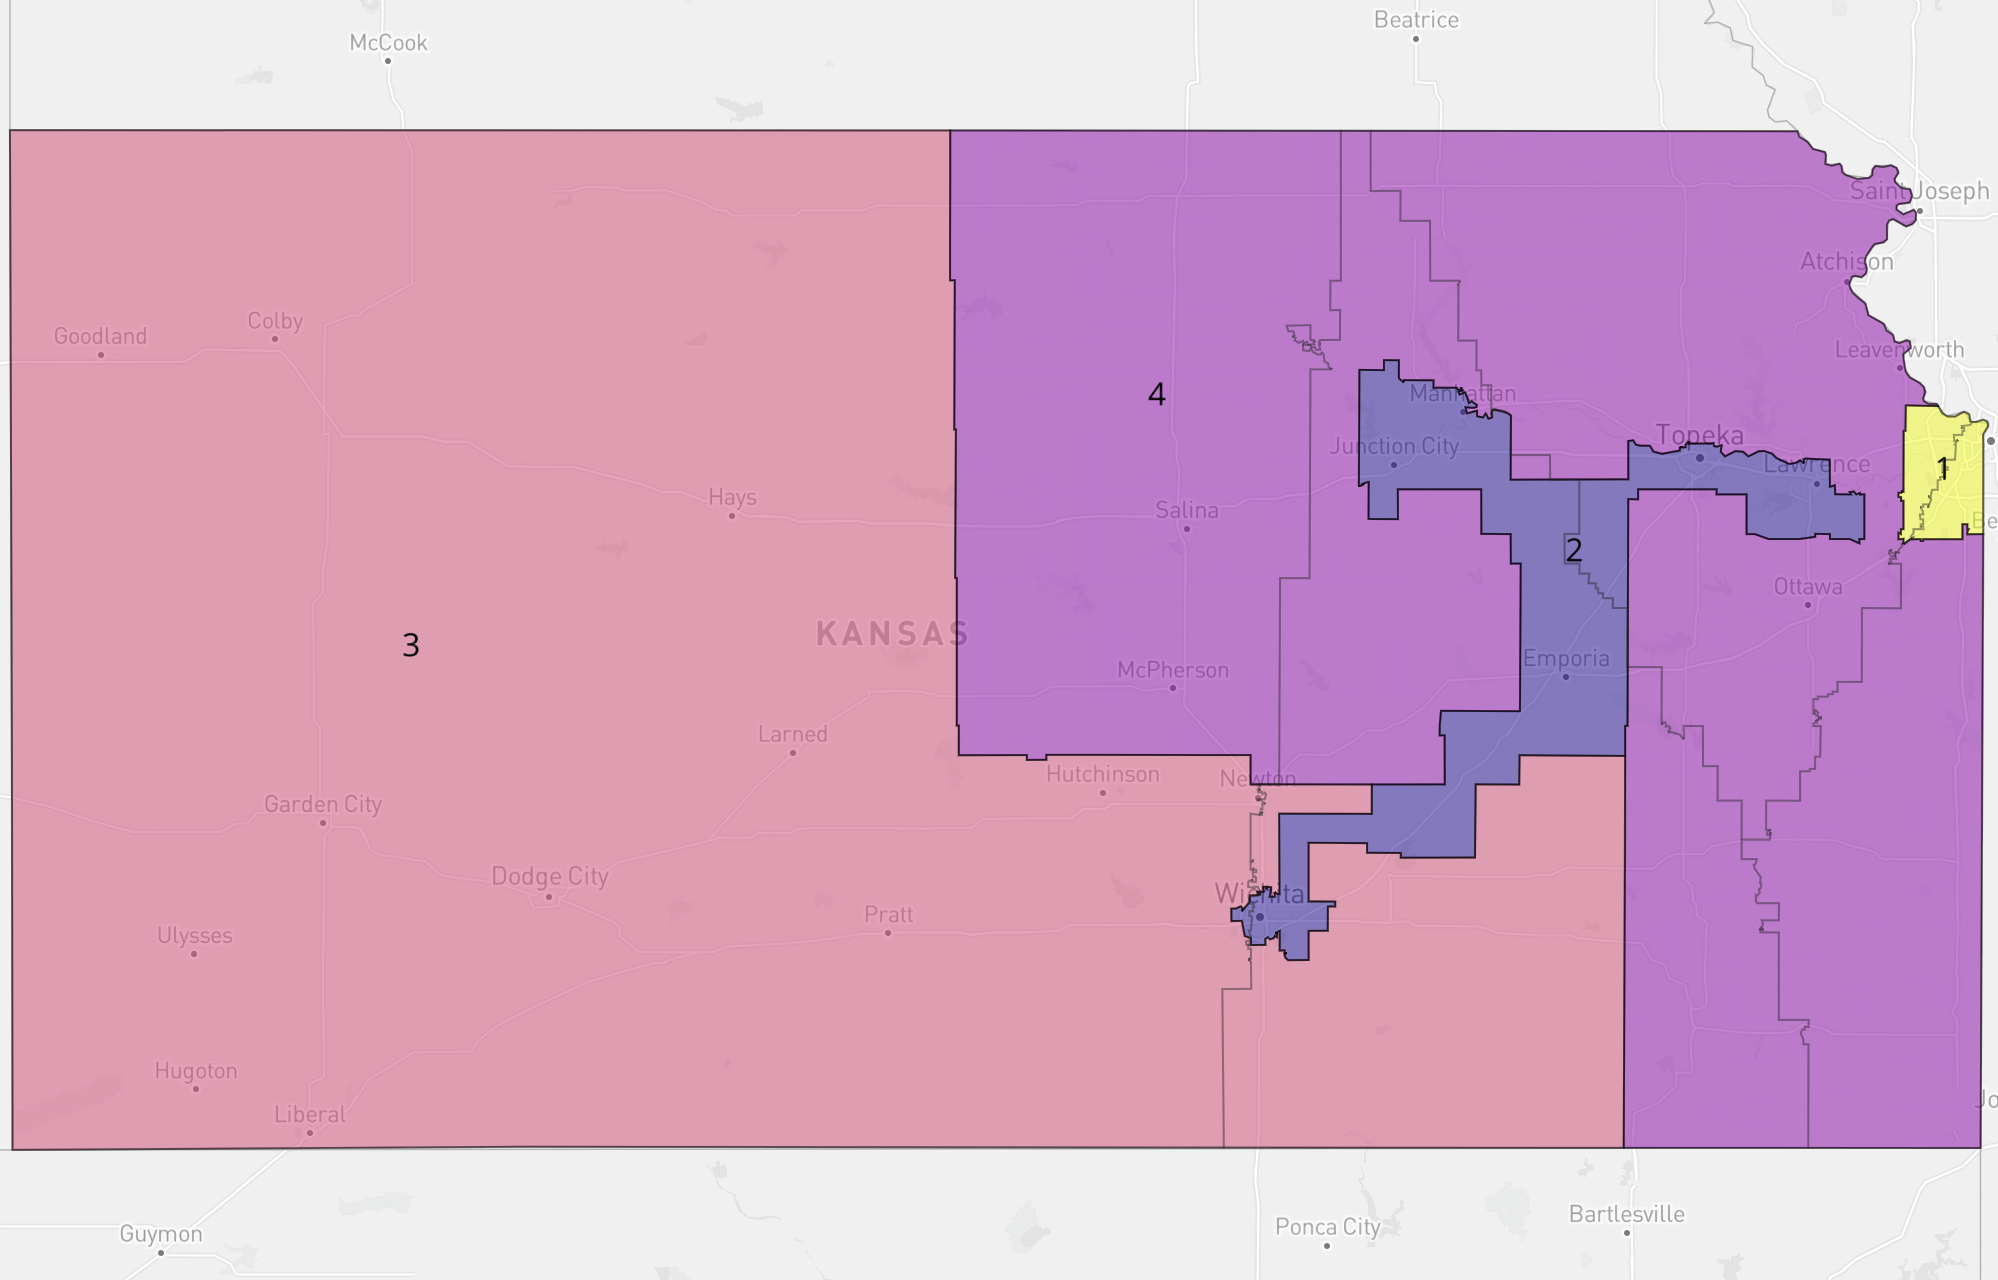 Beatrice
McCook
Saint Joseph
Atchison
Goodland
Colby
Leavenworth
4
Manhattan
Topeka
Junction City
Lawrence
1
Hays
Salina
Be
2
Ottawa
KANSAS
3
Emporia
McPherson
Larned
Hutchinson
Newton
Garden City
Dodge City
Wichita
Pratt
Ulysses
Hugoton
Jo
Liberal
Bartlesville
Ponca City
Guymon